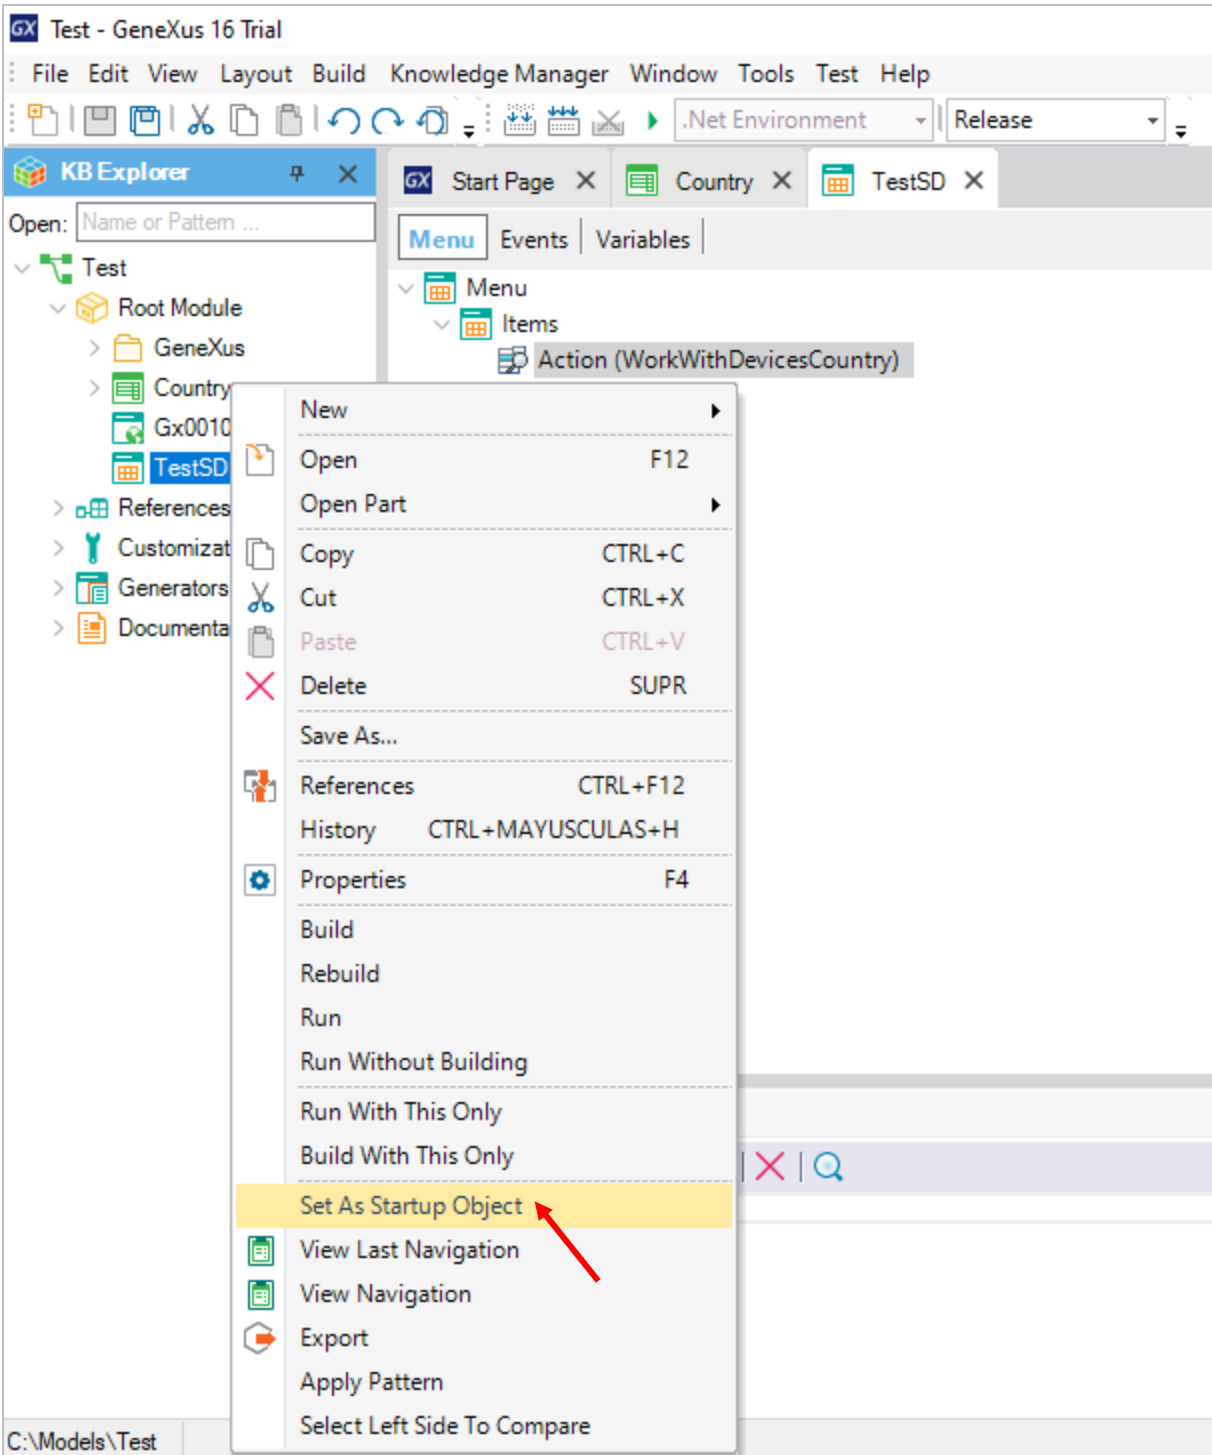 GX Test - GeneXus 16 Trial
File Edit View Layout Build Knowledge Manager Window Tools Test Help
.Net Environment Release
KB Explorer
GX Start Page Country TestSD
Open: Name or Pattern ...
Menu Events Variables
Test
Root Module
GeneXus
Country
Gx0010
TestSD
References
Customizat
Generators
Documenta
Menu
Items
Action (WorkWithDevicesCountry)
New
Open F12
Open Part
Copy CTRL+C
Cut CTRL+X
Paste CTRL+V
Delete SUPR
Save As...
References CTRL+F12
History CTRL+MAYUSCULAS+H
Properties F4
Build
Rebuild
Run
Run Without Building
Run With This Only
Build With This Only
Set As Startup Object
View Last Navigation
View Navigation
Export
Apply Pattern
Select Left Side To Compare
C:\Models\Test